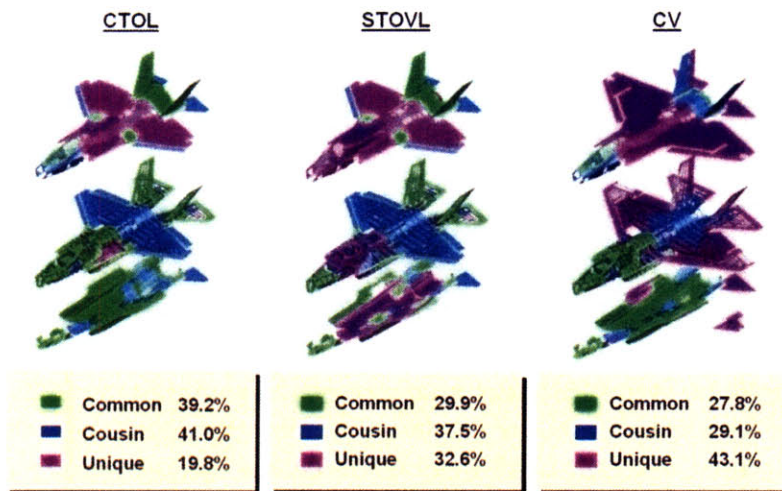 CTOL
STOVL
CV
Common 39.2%
Cousin 41.0%
Unique 19.8%
Common 29.9%
Cousin 37.5%
Unique 32.6%
Common 27.8%
Cousin 29.1%
Unique 43.1%